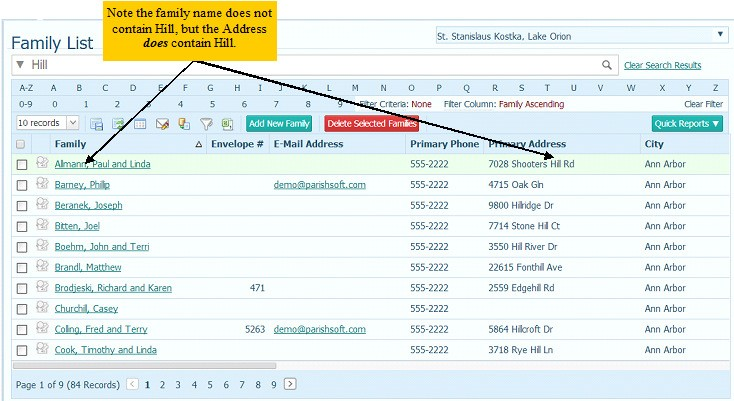 Note the family name does not
contain Hill, but the Address
does contain Hill.
Family List
St. Stanislaus Kostka, Lake Orion
Hill
Clear Search Results
A-Z A B C D E F G H I J K L M N O P Q R S T U V W X Y Z
0-9 0 1 2 3 4 5 6 7 8 9 Filter Criteria: None Filter Column: Family Ascending Clear Filter
10 records Add New Family Delete Selected Families Quick Reports
Family Envelope # E-Mail Address Primary Phone Primary Address City
Allmann, Paul and Linda 555-2222 7028 Shooters Hill Rd Ann Arbor
Barney, Philip demo@parishsoft.com 555-2222 4715 Oak Gln Ann Arbor
Beranek, Joseph 555-2222 9800 Hillridge Dr Ann Arbor
Bitten, Joel 555-2222 7714 Stone Hill Ct Ann Arbor
Boehm, John and Terri 555-2222 3550 Hill River Dr Ann Arbor
Brandl, Matthew 555-2222 22615 Fonthill Ave Ann Arbor
Brodjeski, Richard and Karen 471 555-2222 2559 Edgehill Rd Ann Arbor
Churchil, Casey 555-2222 Ann Arbor
Coling, Fred and Terry 5263 demo@parishsoft.com 555-2222 5864 Hillcroft Dr Ann Arbor
Cook, Timothy and Linda 555-2222 3718 Rye Hill Ln Ann Arbor
Page 1 of 9 (84 Records) 1 2 3 4 5 6 7 8 9